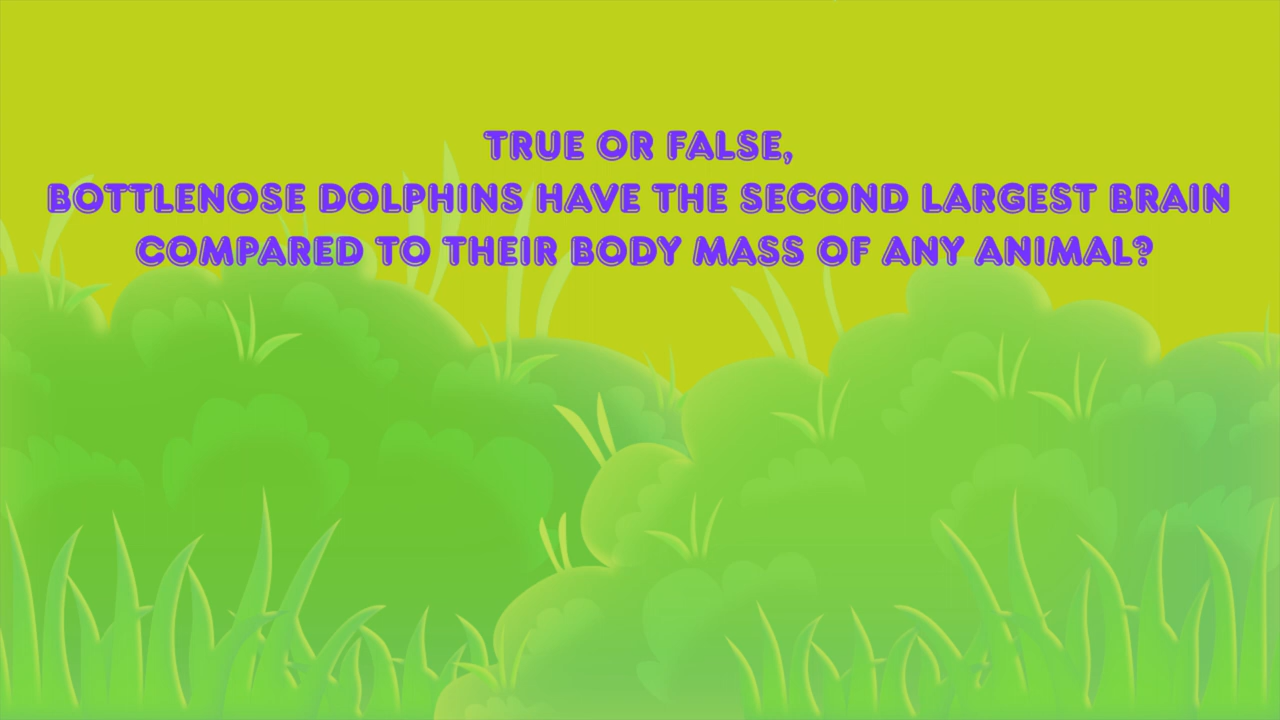 TRUE OR FALSE,
BOTTLENOSE DOLPHINS HAVE THE SECOND LARGEST BRAIN
COMPARED TO THEIR BODY MASS OF ANY ANIMAL?